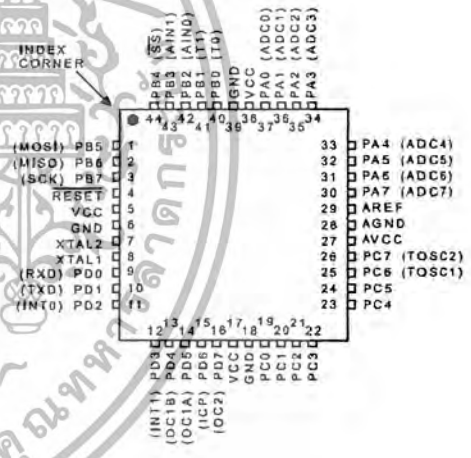 INDEX
CORNER
PB4 (SS)
PB3 (AIN1)
PB2 (AIN0)
PB1 (T1)
PB0 (T0)
GND
VCC
PA0 (ADC0)
PA1 (ADC1)
PA2 (ADC2)
PA3 (ADC3)
44 42 40 38 36 34
43 41 39 37 35
(MOSI) PB5 1
(MISO) PB6 2
(SCK) PB7 3
RESET 4
VCC 5
GND 6
XTAL2 7
XTAL1 8
(RXD) PD0 9
(TXD) PD1 10
(INT0) PD2 11
33 PA4 (ADC4)
32 PA5 (ADC5)
31 PA6 (ADC6)
30 PA7 (ADC7)
29 AREF
28 AGND
27 AVCC
26 PC7 (TOSC2)
25 PC6 (TOSC1)
24 PC5
23 PC4
13 15 17 19 21
12 14 16 18 20 22
(INT1) PD3
(OC1B) PD4
(OC1A) PD5
(ICP) PD6
(OC2) PD7
VCC
GND
PC0
PC1
PC2
PC3